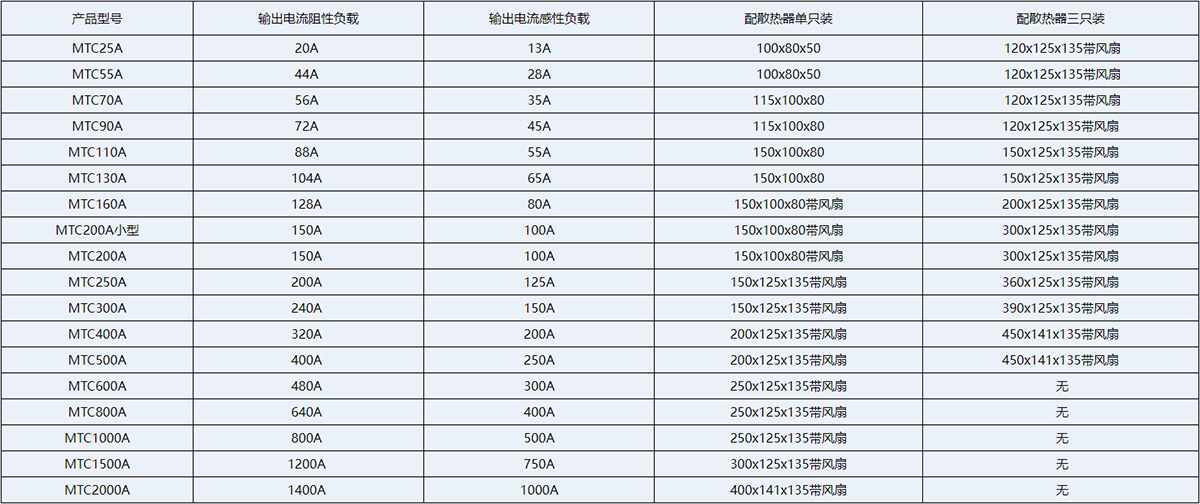 产品型号 输出电流阻性负载 输出电流感性负载 配散热器单只装 配散热器三只装
MTC25A 20A 13A 100x80x50 120x125x135带风扇
MTC55A 44A 28A 100x80x50 120x125x135带风扇
MTC70A 56A 35A 115x100x80 120x125x135带风扇
MTC90A 72A 45A 115x100x80 120x125x135带风扇
MTC110A 88A 55A 150x100x80 150x125x135带风扇
MTC130A 104A 65A 150x100x80 150x125x135带风扇
MTC160A 128A 80A 150x100x80带风扇 200x125x135带风扇
MTC200A小型 150A 100A 150x100x80带风扇 300x125x135带风扇
MTC200A 150A 100A 150x100x80带风扇 300x125x135带风扇
MTC250A 200A 125A 150x125x135带风扇 360x125x135带风扇
MTC300A 240A 150A 150x125x135带风扇 390x125x135带风扇
MTC400A 320A 200A 200x125x135带风扇 450x141x135带风扇
MTC500A 400A 250A 200x125x135带风扇 450x141x135带风扇
MTC600A 480A 300A 250x125x135带风扇 无
MTC800A 640A 400A 250x125x135带风扇 无
MTC1000A 800A 500A 250x125x135带风扇 无
MTC1500A 1200A 750A 300x125x135带风扇 无
MTC2000A 1400A 1000A 400x141x135带风扇 无